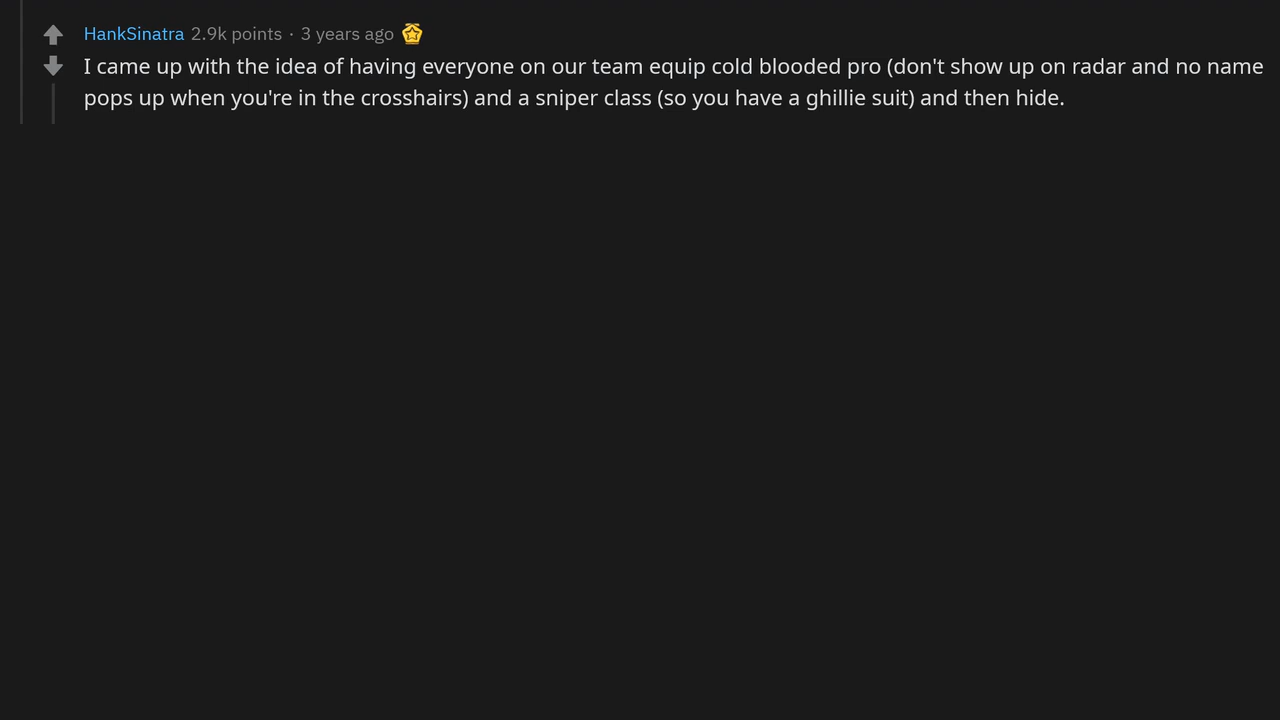 HankSinatra 2.9k points · 3 years ago
I came up with the idea of having everyone on our team equip cold blooded pro (don't show up on radar and no name
pops up when you're in the crosshairs) and a sniper class (so you have a ghillie suit) and then hide.